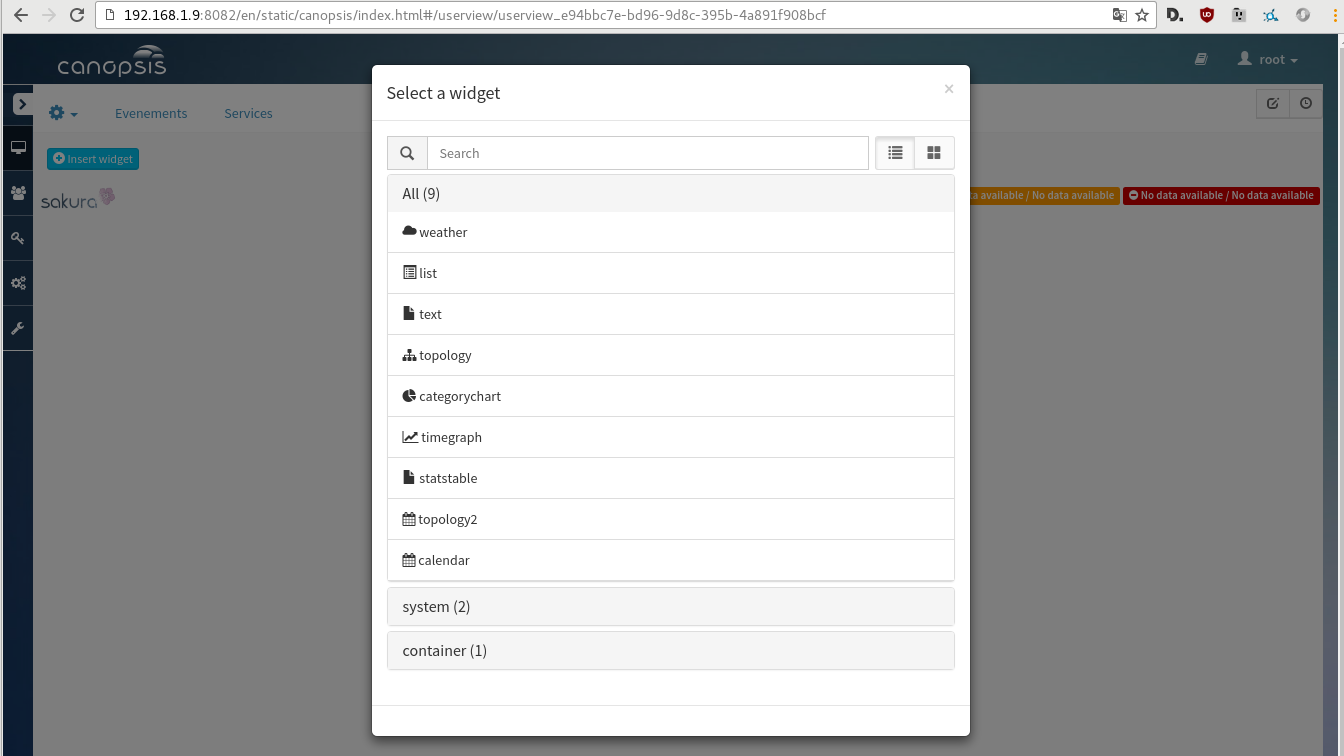 192.168.1.9:8082/en/static/canopsis/index.html#/userview/userview_e94bbc7e-bd96-9d8c-395b-4a891f908bcf
canopsis
root
Select a widget
×
Evenements
Services
Search
Insert widget
All (9)
sakura
ta available / No data available
No data available / No data available
weather
list
text
topology
categorychart
timegraph
statstable
topology2
calendar
system (2)
container (1)